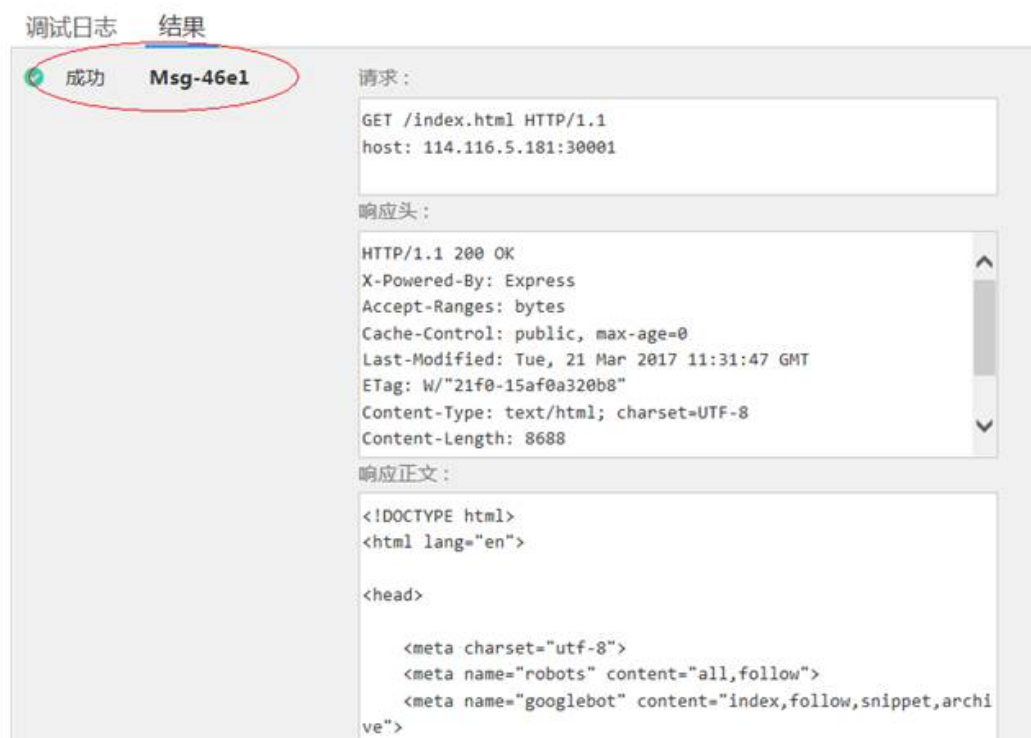 调试日志 结果
成功 Msg-46e1
请求：
GET /index.html HTTP/1.1
host: 114.116.5.181:30001
响应头：
HTTP/1.1 200 OK
X-Powered-By: Express
Accept-Ranges: bytes
Cache-Control: public, max-age=0
Last-Modified: Tue, 21 Mar 2017 11:31:47 GMT
ETag: W/"21f0-15af0a320b8"
Content-Type: text/html; charset=UTF-8
Content-Length: 8688
响应正文：
<!DOCTYPE html>
<html lang="en">
<head>
<meta charset="utf-8">
<meta name="robots" content="all,follow">
<meta name="googlebot" content="index,follow,snippet,archi
ve">